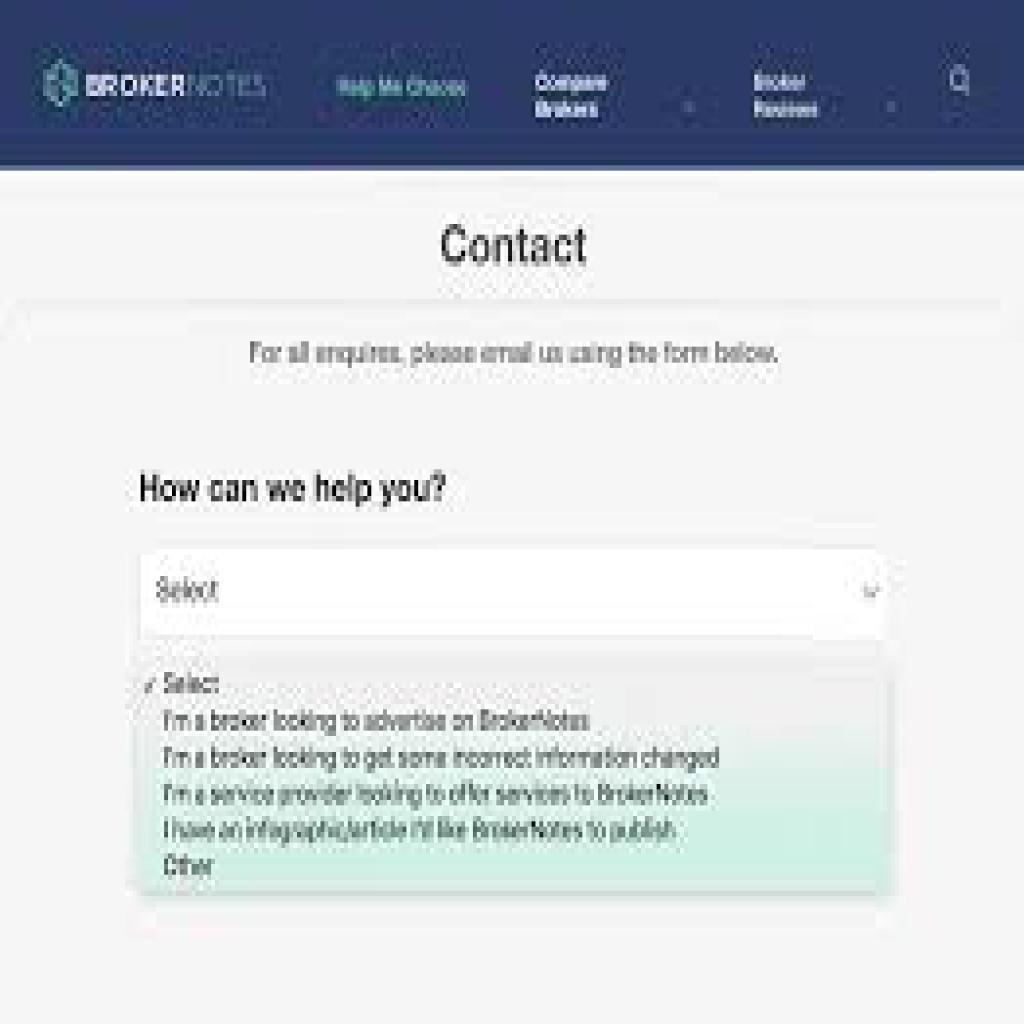 BROKERNOTES
Help Me Choose
Compare
Brokers
Broker
Reviews
Contact
For all enquires, please email us using the form below.
How can we help you?
Select
✓ Select
I'm a broker looking to advertise on BrokerNotes
I'm a broker looking to get some incorrect information changed
I'm a service provider looking to offer services to BrokerNotes
I have an infographic/article I'd like BrokerNotes to publish
Other